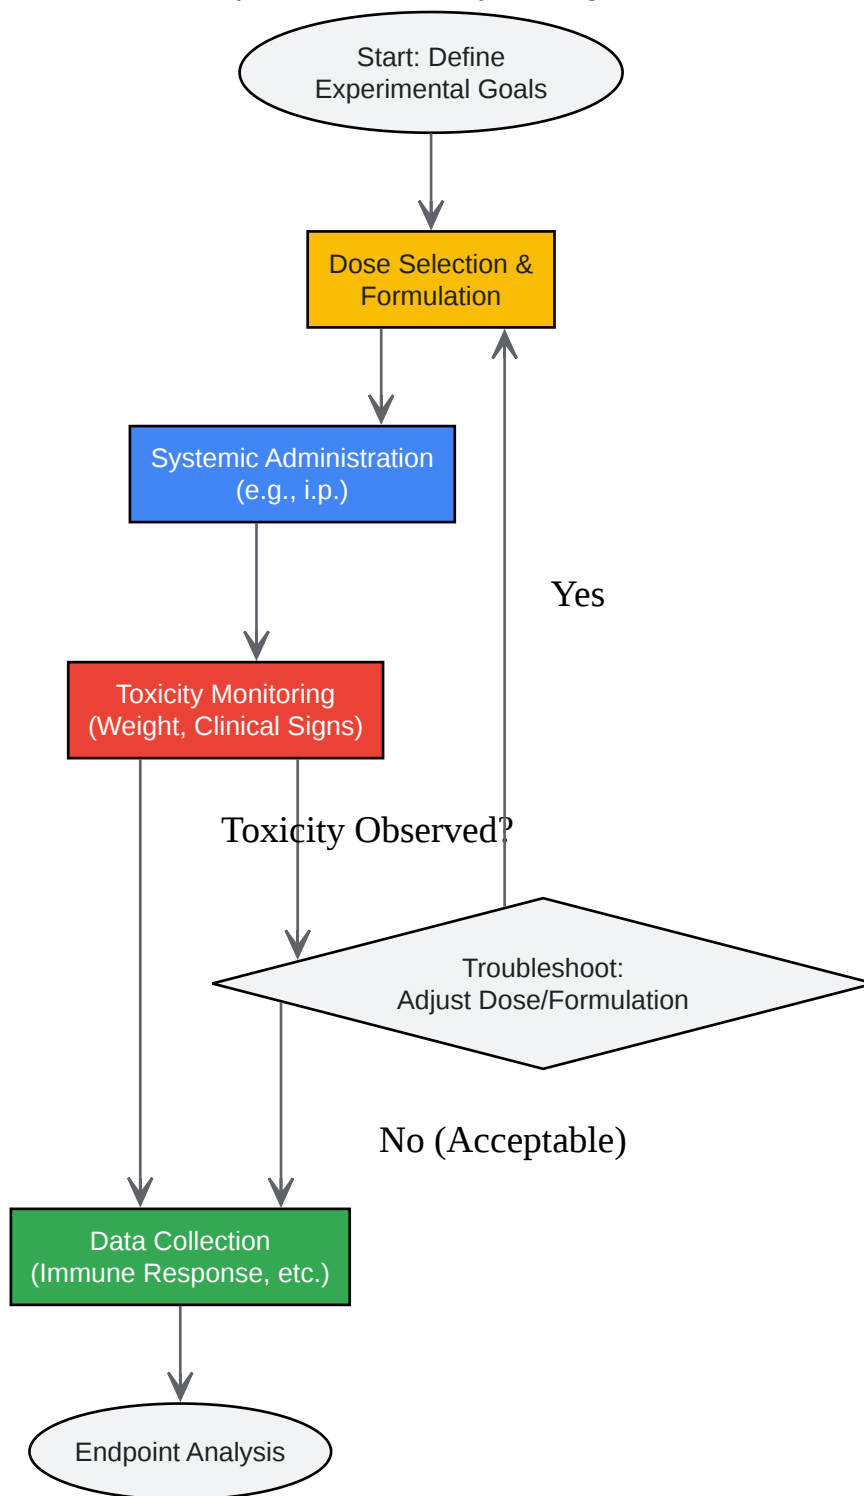 Start: Define
Experimental Goals
Dose Selection &
Formulation
Systemic Administration
(e.g., i.p.)
Yes
Toxicity Monitoring
(Weight, Clinical Signs)
Toxicity Observed?
Troubleshoot:
Adjust Dose/Formulation
No (Acceptable)
Data Collection
(Immune Response, etc.)
Endpoint Analysis